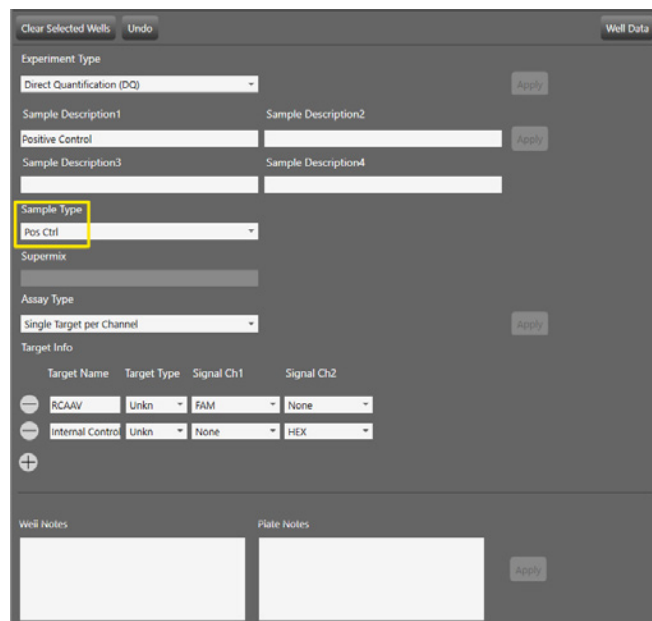 Clear Selected Wells Undo Well Data
Experiment Type
Direct Quantification (DQ) Apply
Sample Description1 Sample Description2
Positive Control Apply
Sample Description3 Sample Description4
Sample Type
Pos Ctrl
Supermix
Assay Type
Single Target per Channel Apply
Target Info
Target Name Target Type Signal Ch1 Signal Ch2
RCAAV Unkn FAM None
Internal Control Unkn None HEX
Well Notes Plate Notes
Apply